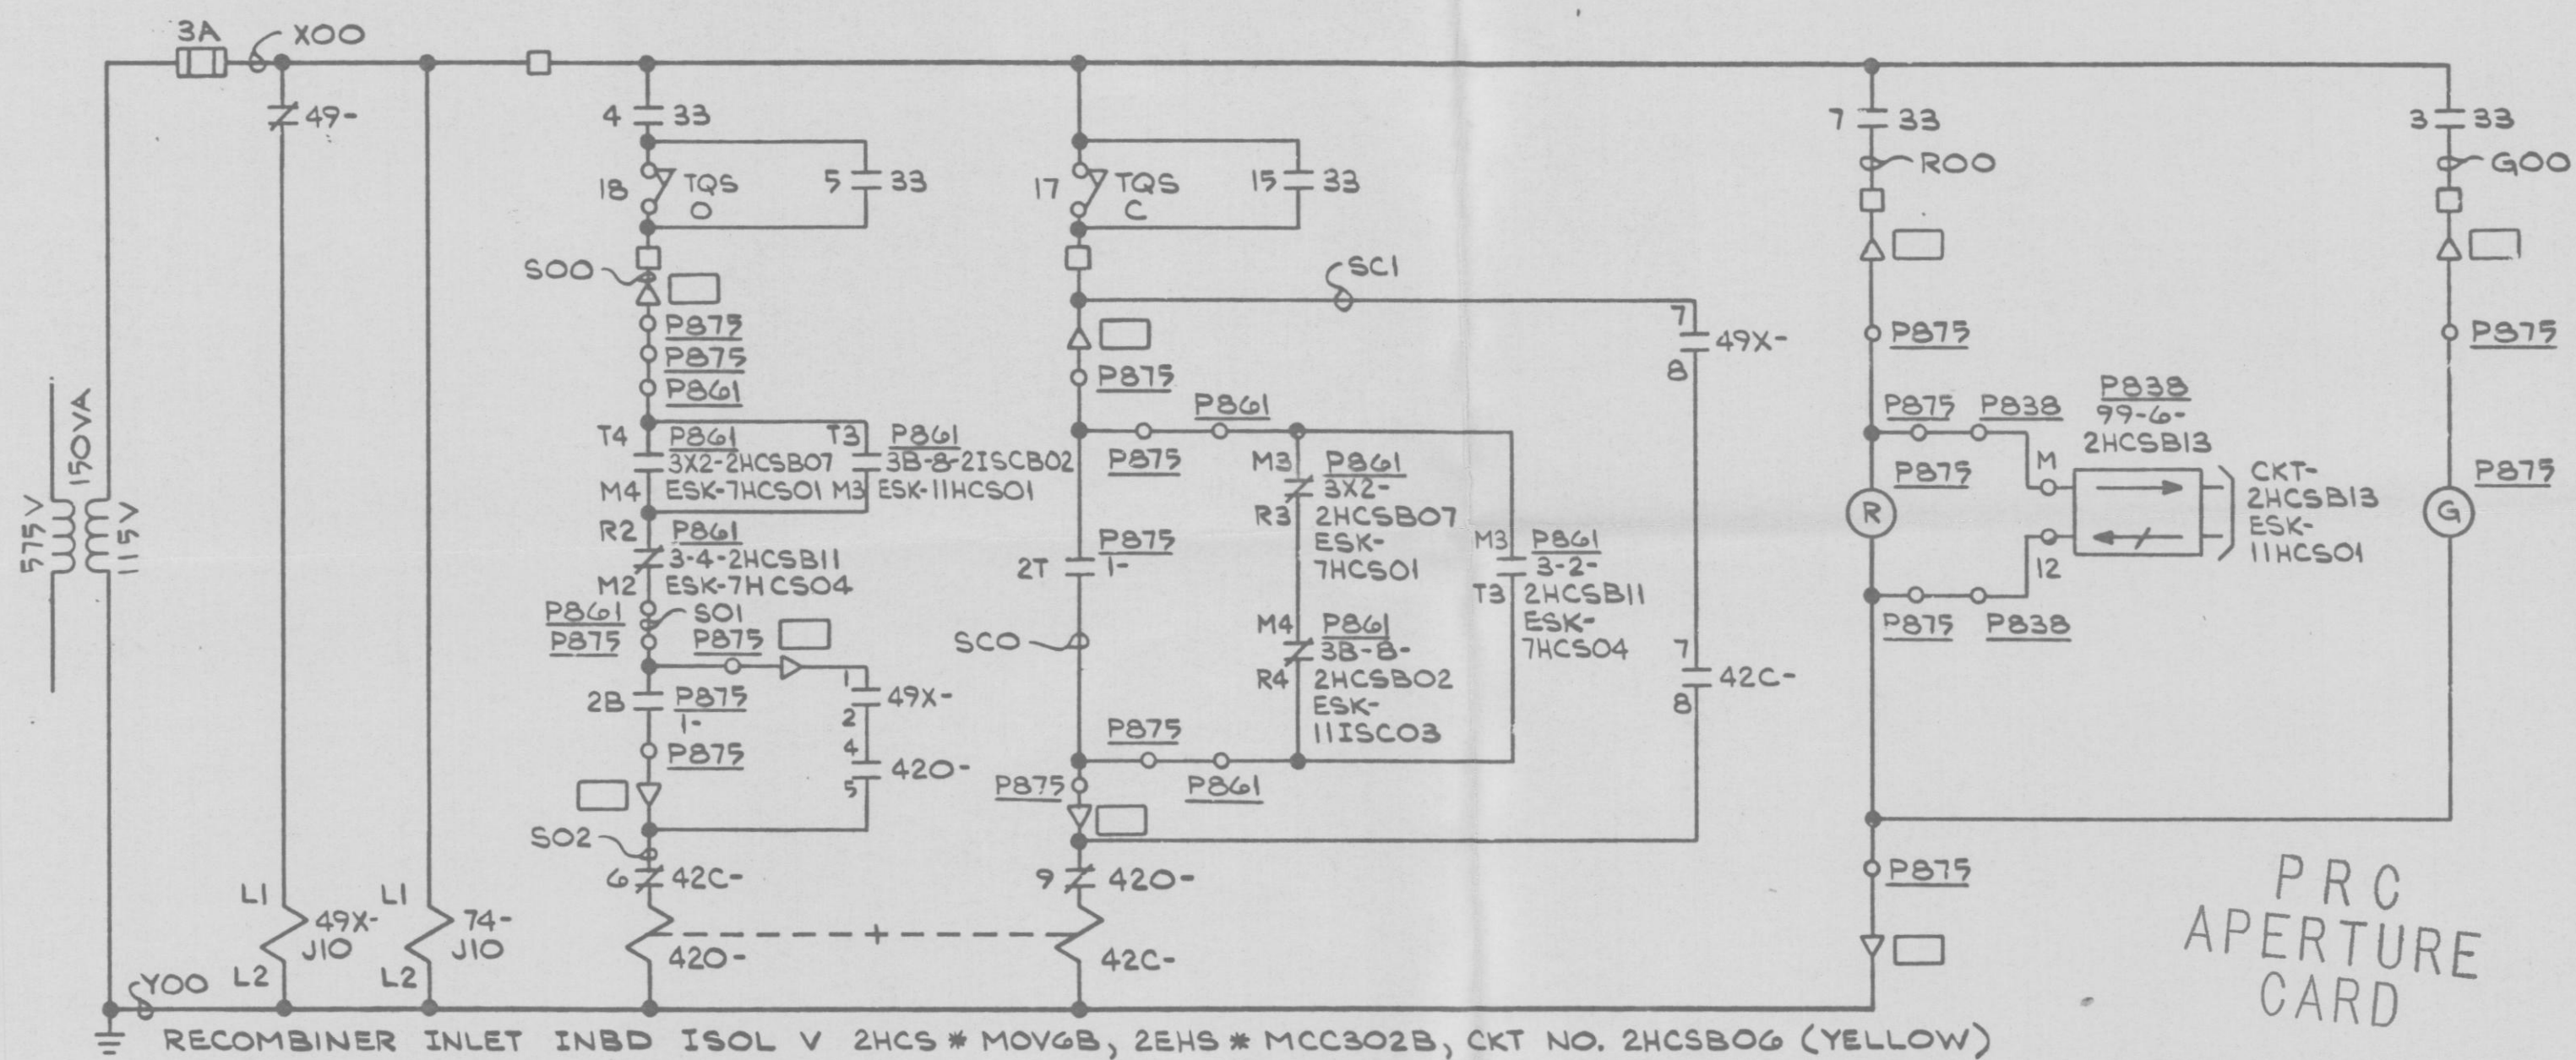 3A
X00
49-
575V
150VA
115V
Y00
L1
49X-
J10
L2
L1
74-
J10
L2
4 33
18 TQS
O
5 33
S00
P875
P875
P861
T4 P861
3X2-2HCSB07
M4 ESK-7HCS01
T3 P861
3B-8-2ISCB02
M3 ESK-11HCS01
R2 P861
3-4-2HCSB11
M2 ESK-7HCS04
P861 S01
P875 P875
2B P875
1-
P875
1 49X-
2
4
420-
5
S02
6 42C-
420-
17 TQS
C
15 33
SC1
P875
P861
P875
2T P875
1-
SC0
M3 P861
3X2-
R3 2HCSB07
ESK-
7HCS01
M4 P861
3B-8-
R4 2HCSB02
ESK-
11ISC03
M3 P861
3-2-
T3 2HCSB11
ESK-
7HCS04
P875
P875 P861
9 420-
42C-
7
49X-
8
7
42C-
8
7 33
R00
P875
P875 P838
P875
R
P875 P838
P838
99-6-
2HCSB13
M
12
CKT-
2HCSB13
ESK-
11HCS01
P875
3 33
G00
P875
P875
G
PRC
APERTURE
CARD
RECOMBINER INLET INBD ISOL V 2HCS*MOV6B, 2EHS*MCC302B, CKT NO. 2HCSB06 (YELLOW)